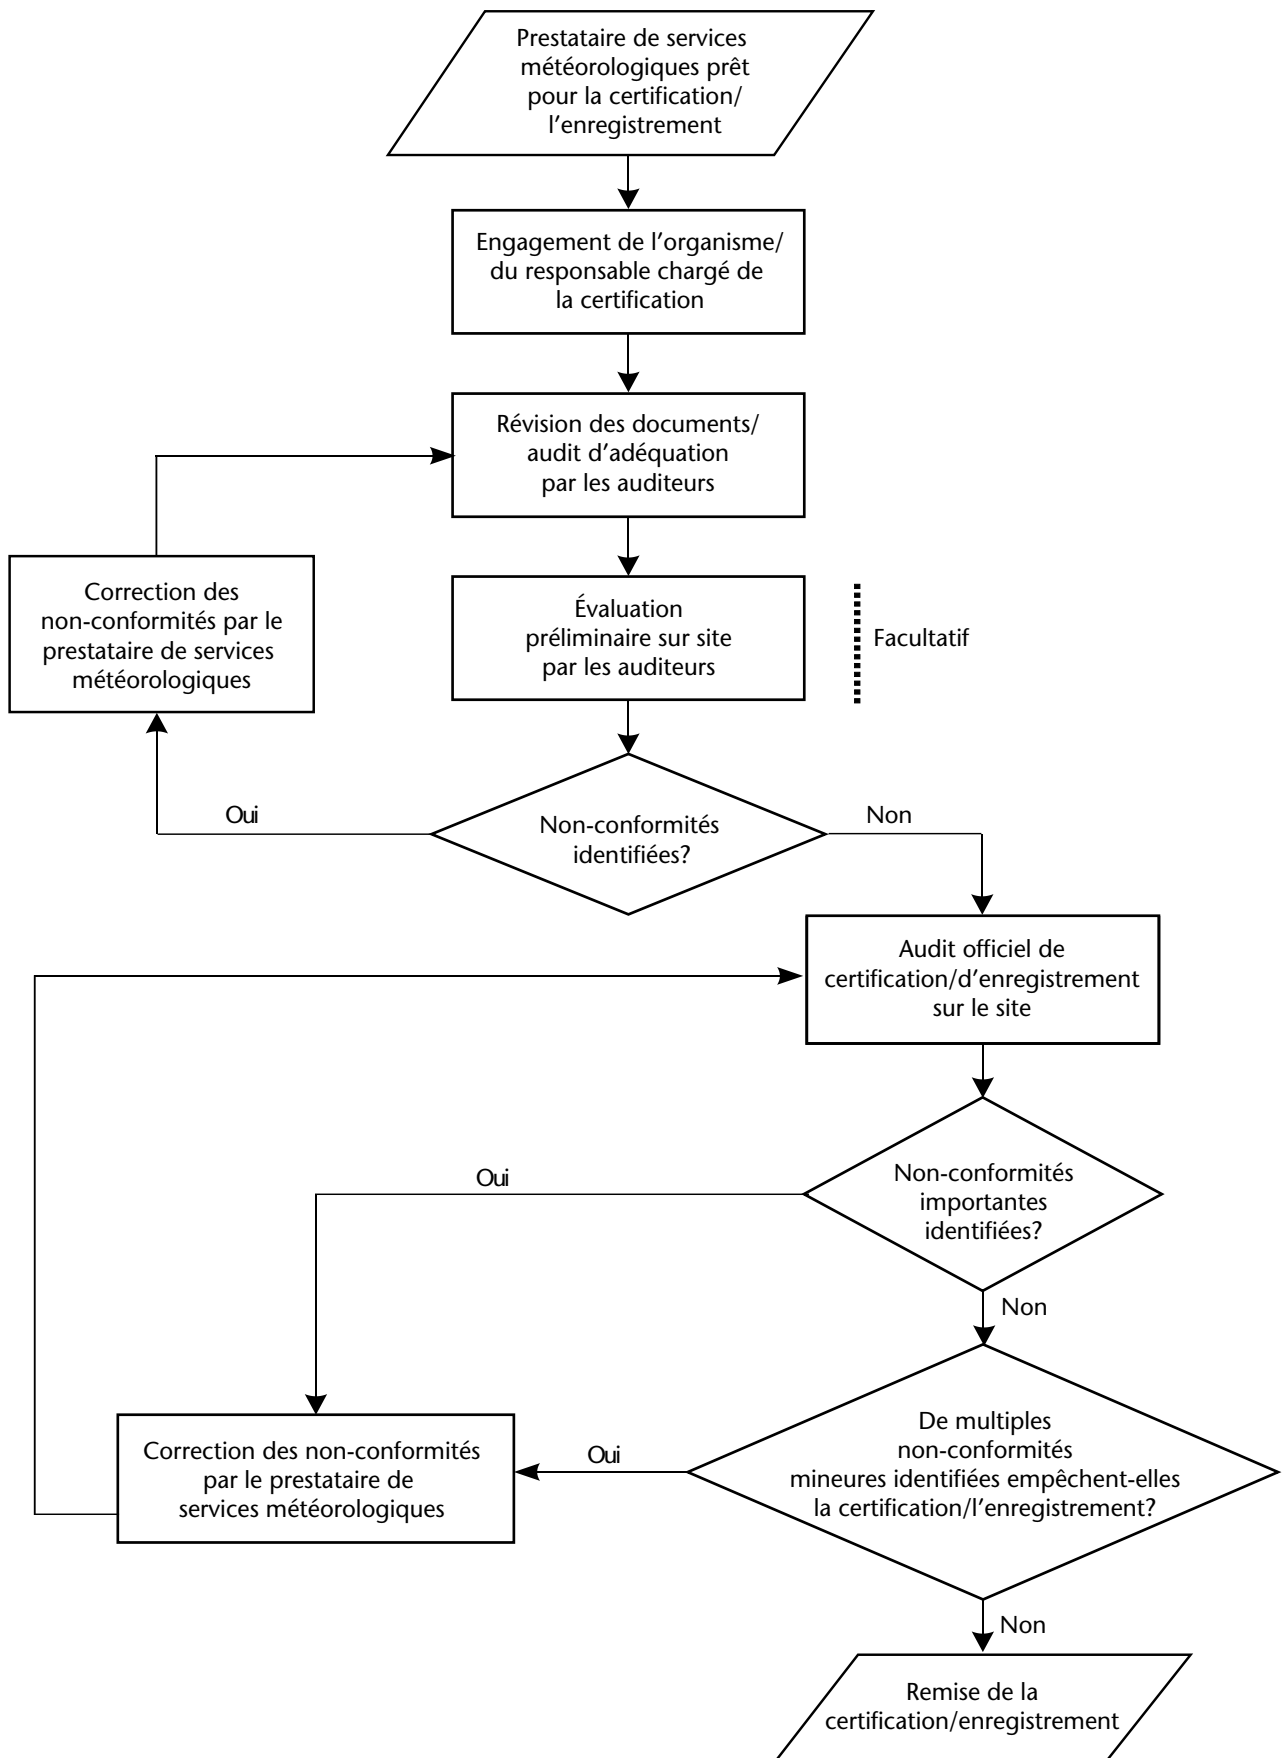 Prestataire de services
météorologiques prêt
pour la certification/
l'enregistrement
Engagement de l'organisme/
du responsable chargé de
la certification
Révision des documents/
audit d'adéquation
par les auditeurs
Correction des
non-conformités par le
prestataire de services
météorologiques
Évaluation
préliminaire sur site
par les auditeurs
Facultatif
Oui
Non-conformités
identifiées?
Non
Audit officiel de
certification/d'enregistrement
sur le site
Oui
Non-conformités
importantes
identifiées?
Non
Correction des non-conformités
par le prestataire de
services météorologiques
Oui
De multiples
non-conformités
mineures identifiées empêchent-elles
la certification/l'enregistrement?
Non
Remise de la
certification/enregistrement